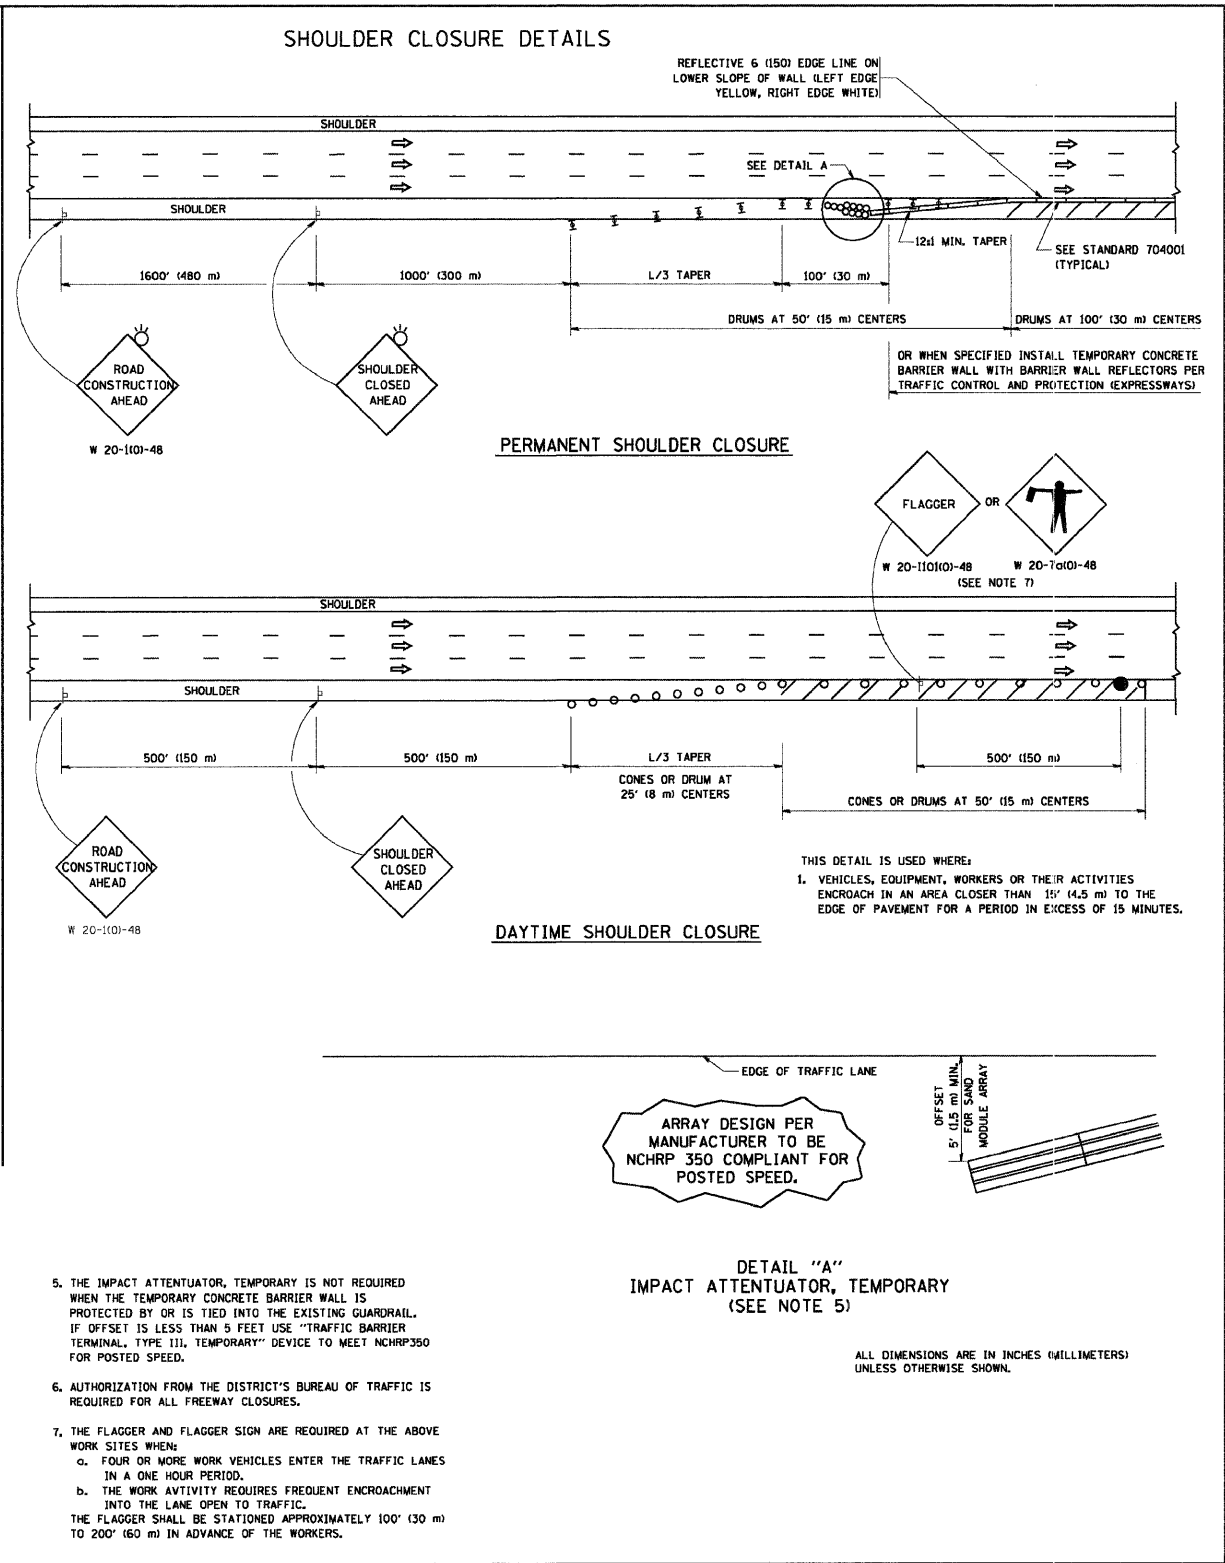 SHOULDER CLOSURE DETAILS
REFLECTIVE 6 (150) EDGE LINE ON
LOWER SLOPE OF WALL (LEFT EDGE
YELLOW, RIGHT EDGE WHITE)
SHOULDER
SEE DETAIL A
SHOULDER
12:1 MIN. TAPER
SEE STANDARD 704001
(TYPICAL)
1600' (480 m)
1000' (300 m)
L/3 TAPER
100' (30 m)
DRUMS AT 50' (15 m) CENTERS
DRUMS AT 100' (30 m) CENTERS
OR WHEN SPECIFIED INSTALL TEMPORARY CONCRETE
BARRIER WALL WITH BARRIER WALL REFLECTORS PER
TRAFFIC CONTROL AND PROTECTION (EXPRESSWAYS)
ROAD
CONSTRUCTION
AHEAD
W 20-1(O)-48
SHOULDER
CLOSED
AHEAD
PERMANENT SHOULDER CLOSURE
FLAGGER
OR
W 20-1101(O)-48
W 20-7a(O)-48
(SEE NOTE 7)
SHOULDER
SHOULDER
500' (150 m)
500' (150 m)
L/3 TAPER
CONES OR DRUM AT
25' (8 m) CENTERS
500' (150 m)
CONES OR DRUMS AT 50' (15 m) CENTERS
ROAD
CONSTRUCTION
AHEAD
W 20-1(O)-48
SHOULDER
CLOSED
AHEAD
DAYTIME SHOULDER CLOSURE
THIS DETAIL IS USED WHERE:
1. VEHICLES, EQUIPMENT, WORKERS OR THEIR ACTIVITIES
ENCROACH IN AN AREA CLOSER THAN 15' (4.5 m) TO THE
EDGE OF PAVEMENT FOR A PERIOD IN EXCESS OF 15 MINUTES.
EDGE OF TRAFFIC LANE
OFFSET
5' (1.5 m) MIN.
FOR SAND
MODULE ARRAY
ARRAY DESIGN PER
MANUFACTURER TO BE
NCHRP 350 COMPLIANT FOR
POSTED SPEED.
DETAIL "A"
IMPACT ATTENTUATOR, TEMPORARY
(SEE NOTE 5)
ALL DIMENSIONS ARE IN INCHES (MILLIMETERS)
UNLESS OTHERWISE SHOWN.
5. THE IMPACT ATTENTUATOR, TEMPORARY IS NOT REQUIRED
WHEN THE TEMPORARY CONCRETE BARRIER WALL IS
PROTECTED BY OR IS TIED INTO THE EXISTING GUARDRAIL.
IF OFFSET IS LESS THAN 5 FEET USE "TRAFFIC BARRIER
TERMINAL, TYPE III, TEMPORARY" DEVICE TO MEET NCHRP350
FOR POSTED SPEED.
6. AUTHORIZATION FROM THE DISTRICT'S BUREAU OF TRAFFIC IS
REQUIRED FOR ALL FREEWAY CLOSURES.
7. THE FLAGGER AND FLAGGER SIGN ARE REQUIRED AT THE ABOVE
WORK SITES WHEN:
a. FOUR OR MORE WORK VEHICLES ENTER THE TRAFFIC LANES
IN A ONE HOUR PERIOD.
b. THE WORK AVTIVITY REQUIRES FREQUENT ENCROACHMENT
INTO THE LANE OPEN TO TRAFFIC.
THE FLAGGER SHALL BE STATIONED APPROXIMATELY 100' (30 m)
TO 200' (60 m) IN ADVANCE OF THE WORKERS.